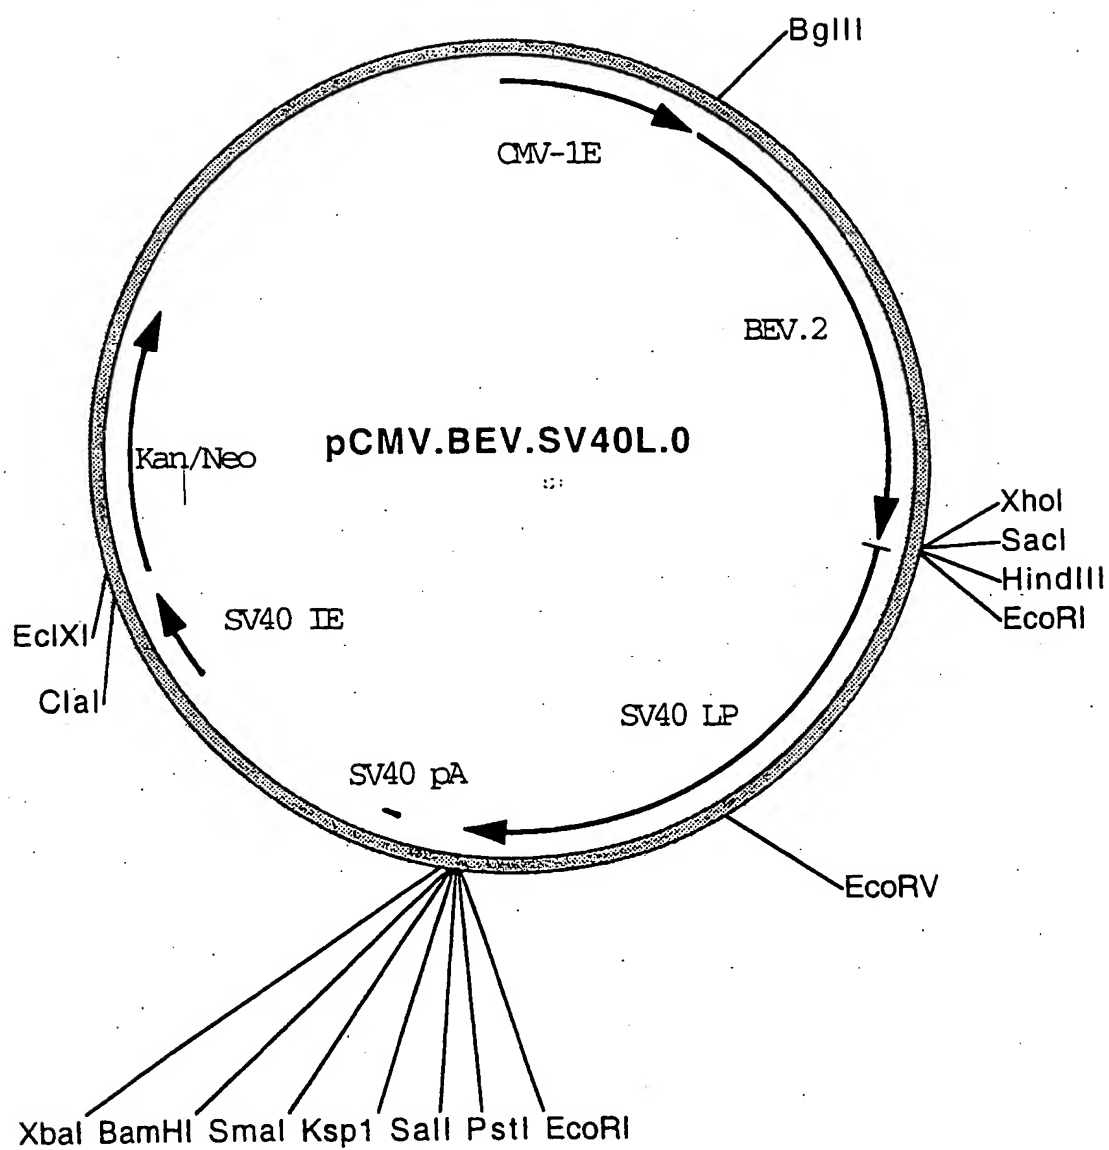 BglII
CMV-1E
BEV.2
pCMV.BEV.SV40L.0
Kan/Neo
XhoI
SacI
HindIII
EcoRI
SV40 IE
EclXI
ClaI
SV40 LP
SV40 pA
EcoRV
XbaI BamHI SmaI Ksp1 SalI PstI EcoRI